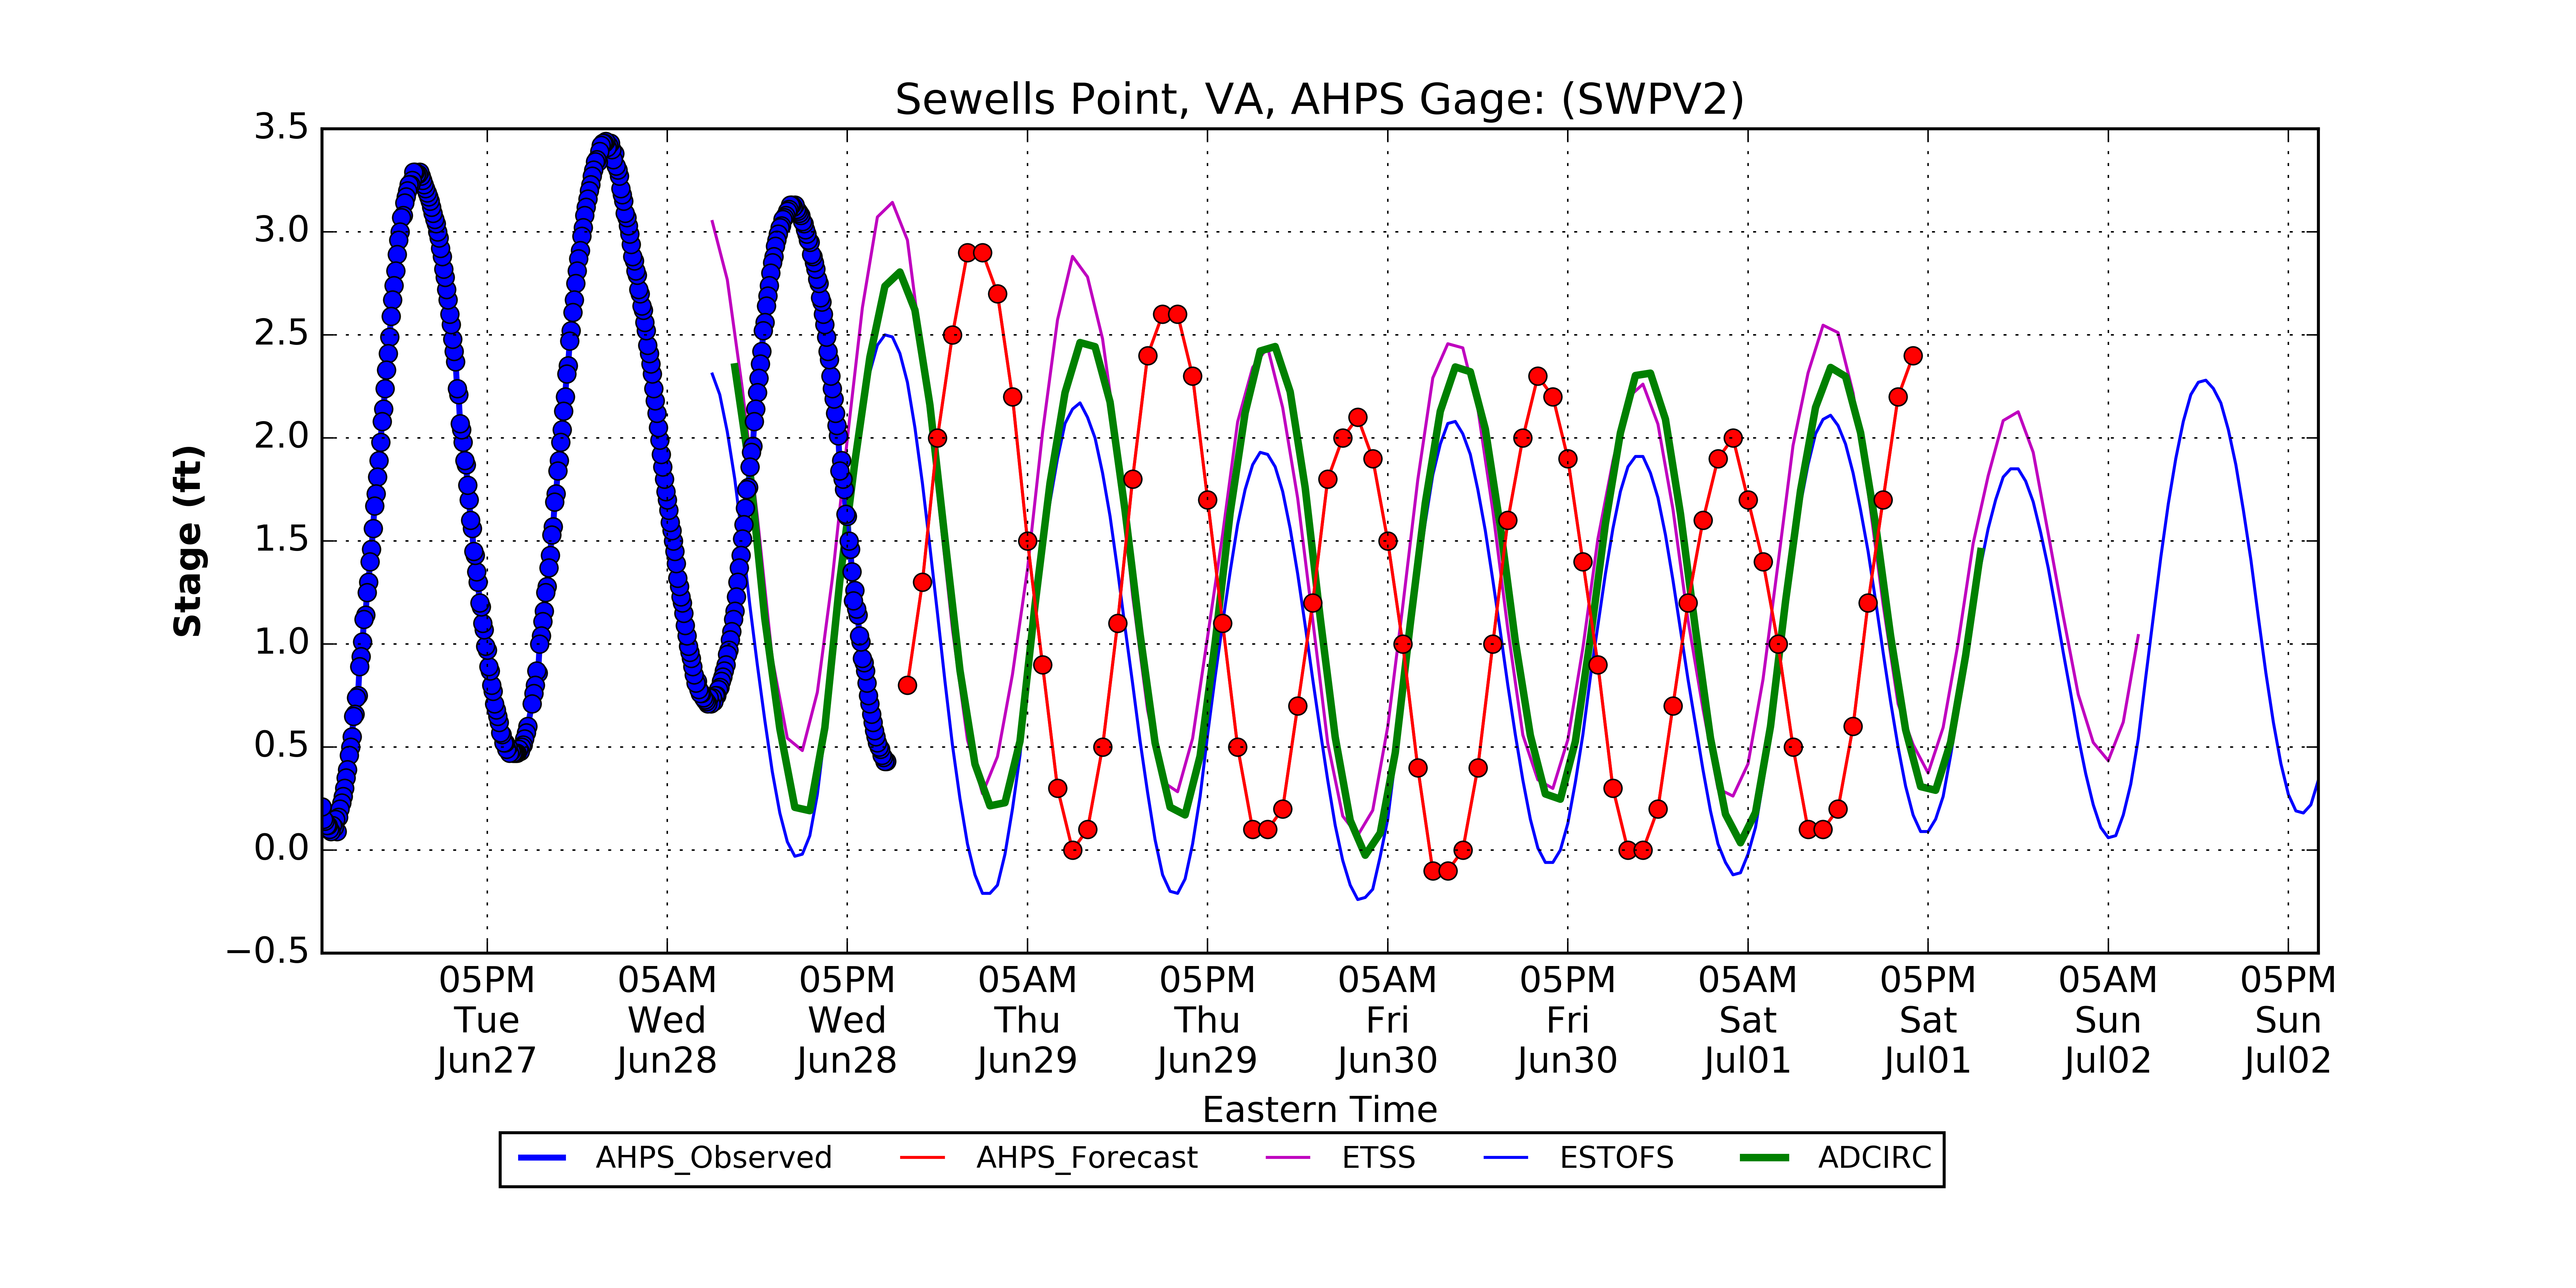 Sewells Point, VA, AHPS Gage: (SWPV2)
Stage (ft)
3.5
3.0
2.5
2.0
1.5
1.0
0.5
0.0
−0.5
05PM 05AM 05PM 05AM 05PM 05AM 05PM 05AM 05PM 05AM 05PM
Tue Wed Wed Thu Thu Fri Fri Sat Sat Sun Sun
Jun27 Jun28 Jun28 Jun29 Jun29 Jun30 Jun30 Jul01 Jul01 Jul02 Jul02
Eastern Time
AHPS_Observed AHPS_Forecast ETSS ESTOFS ADCIRC